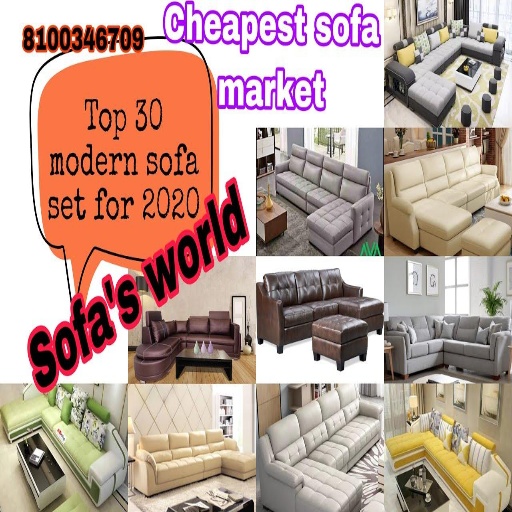 8100346709
Cheapest sofa
market
Top 30
modern sofa
set for 2020
Sofa's world